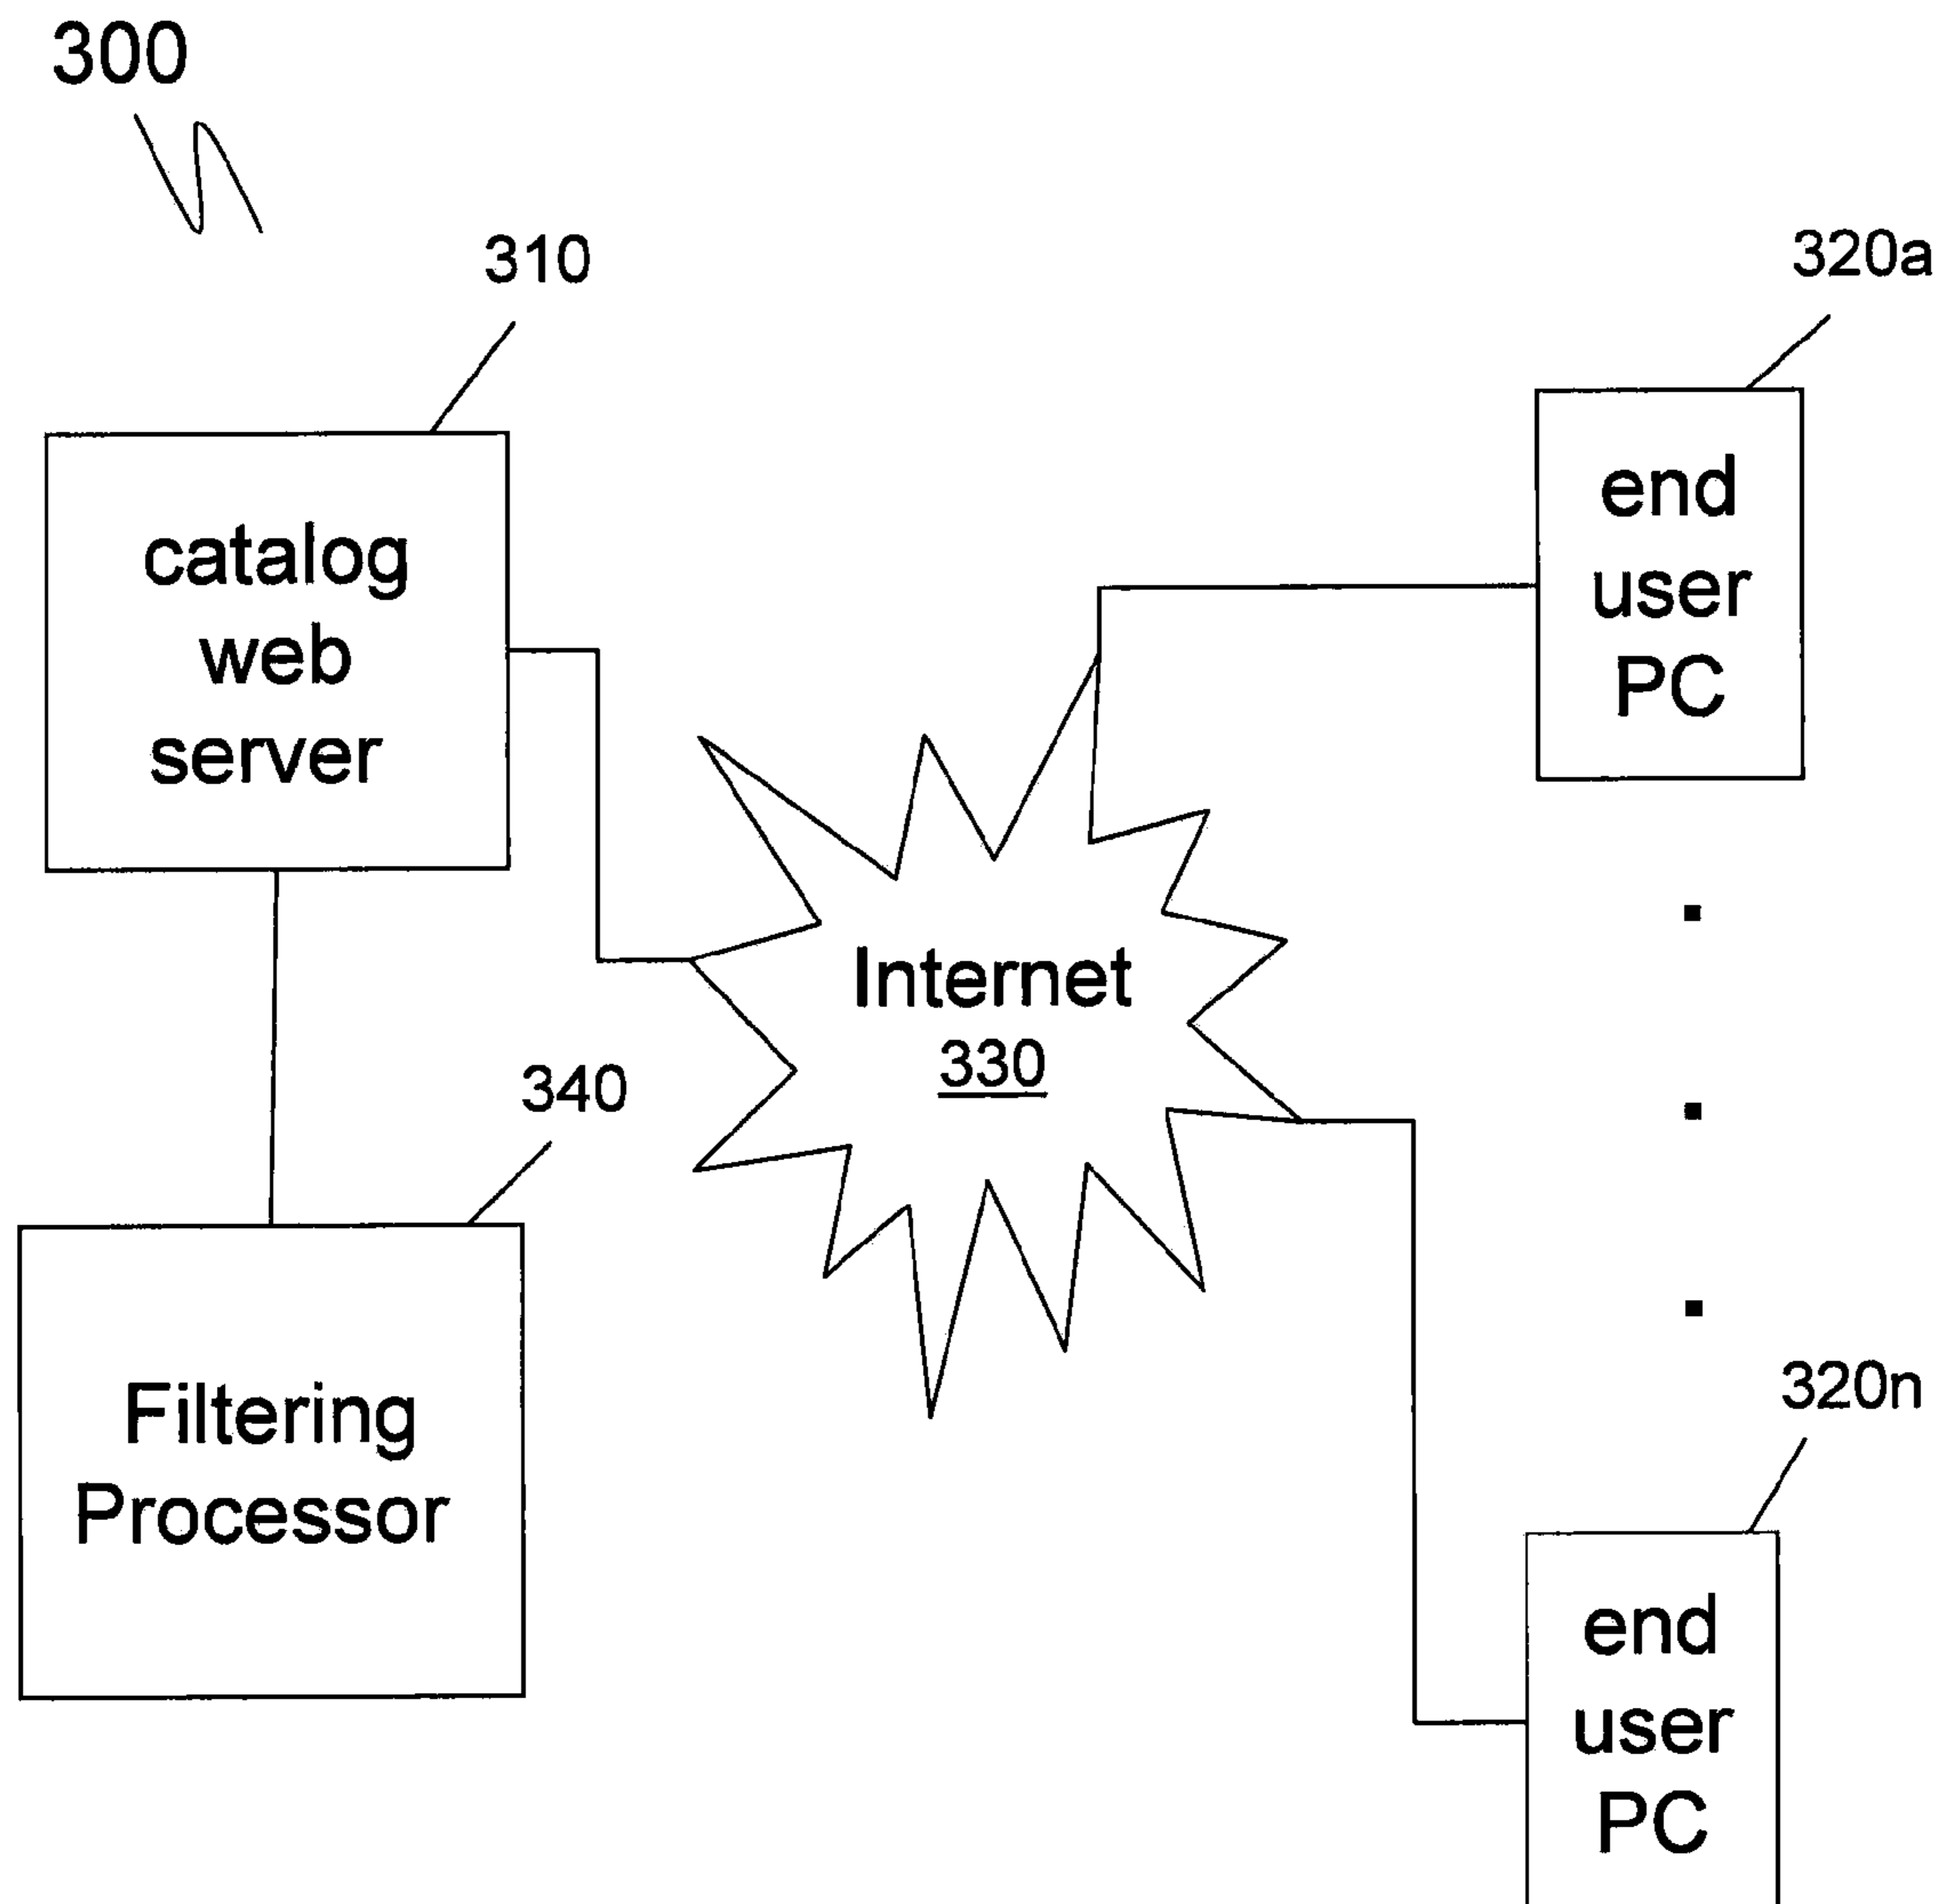 300
310
320a
catalog
web
server
end
user
PC
Internet
330
340
Filtering
Processor
320n
end
user
PC